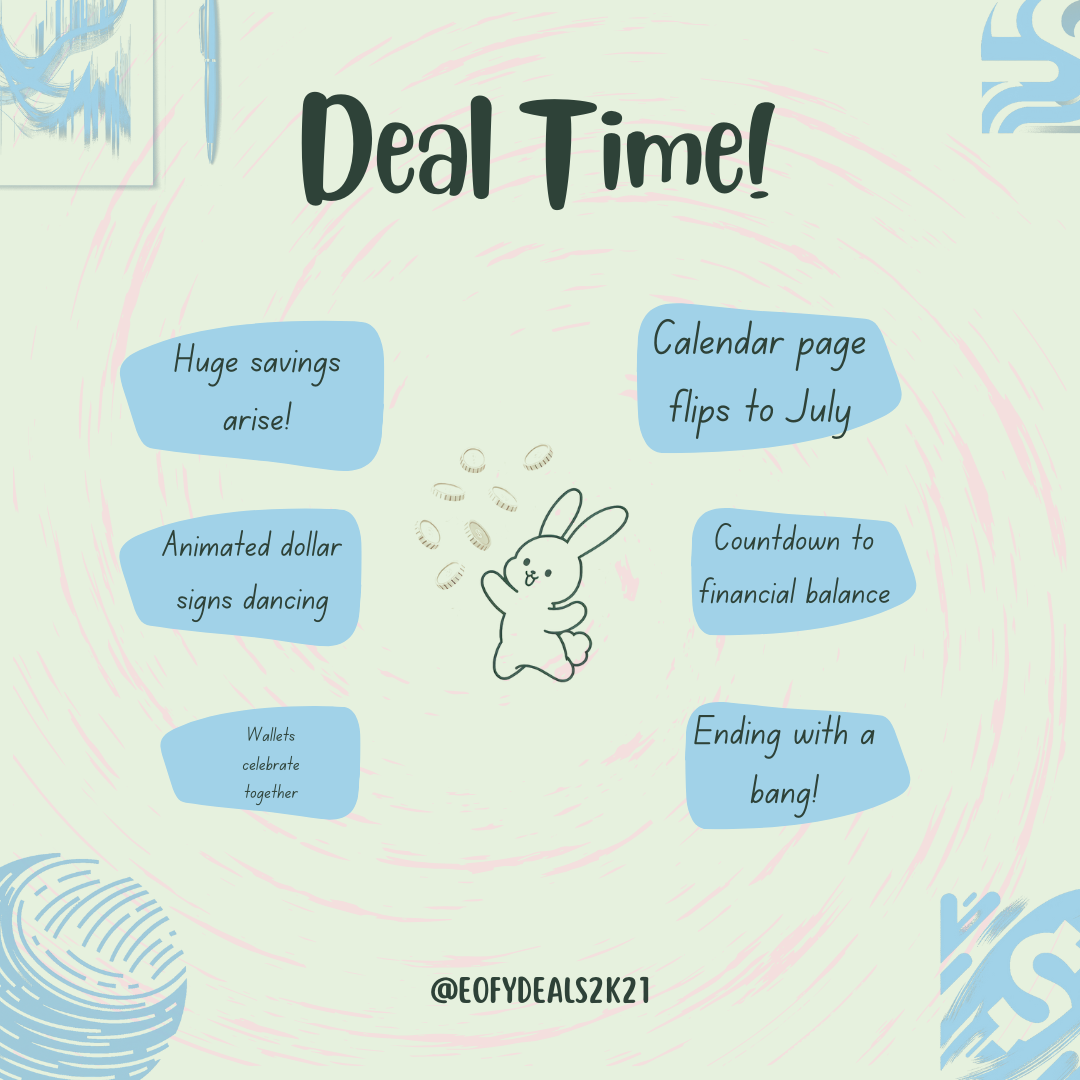 Deal Time!
Huge savings
arise!
Calendar page
flips to July
Animated dollar
signs dancing
Countdown to
financial balance
Wallets
celebrate
together
Ending with a
bang!
@EOFYDEALS2K21